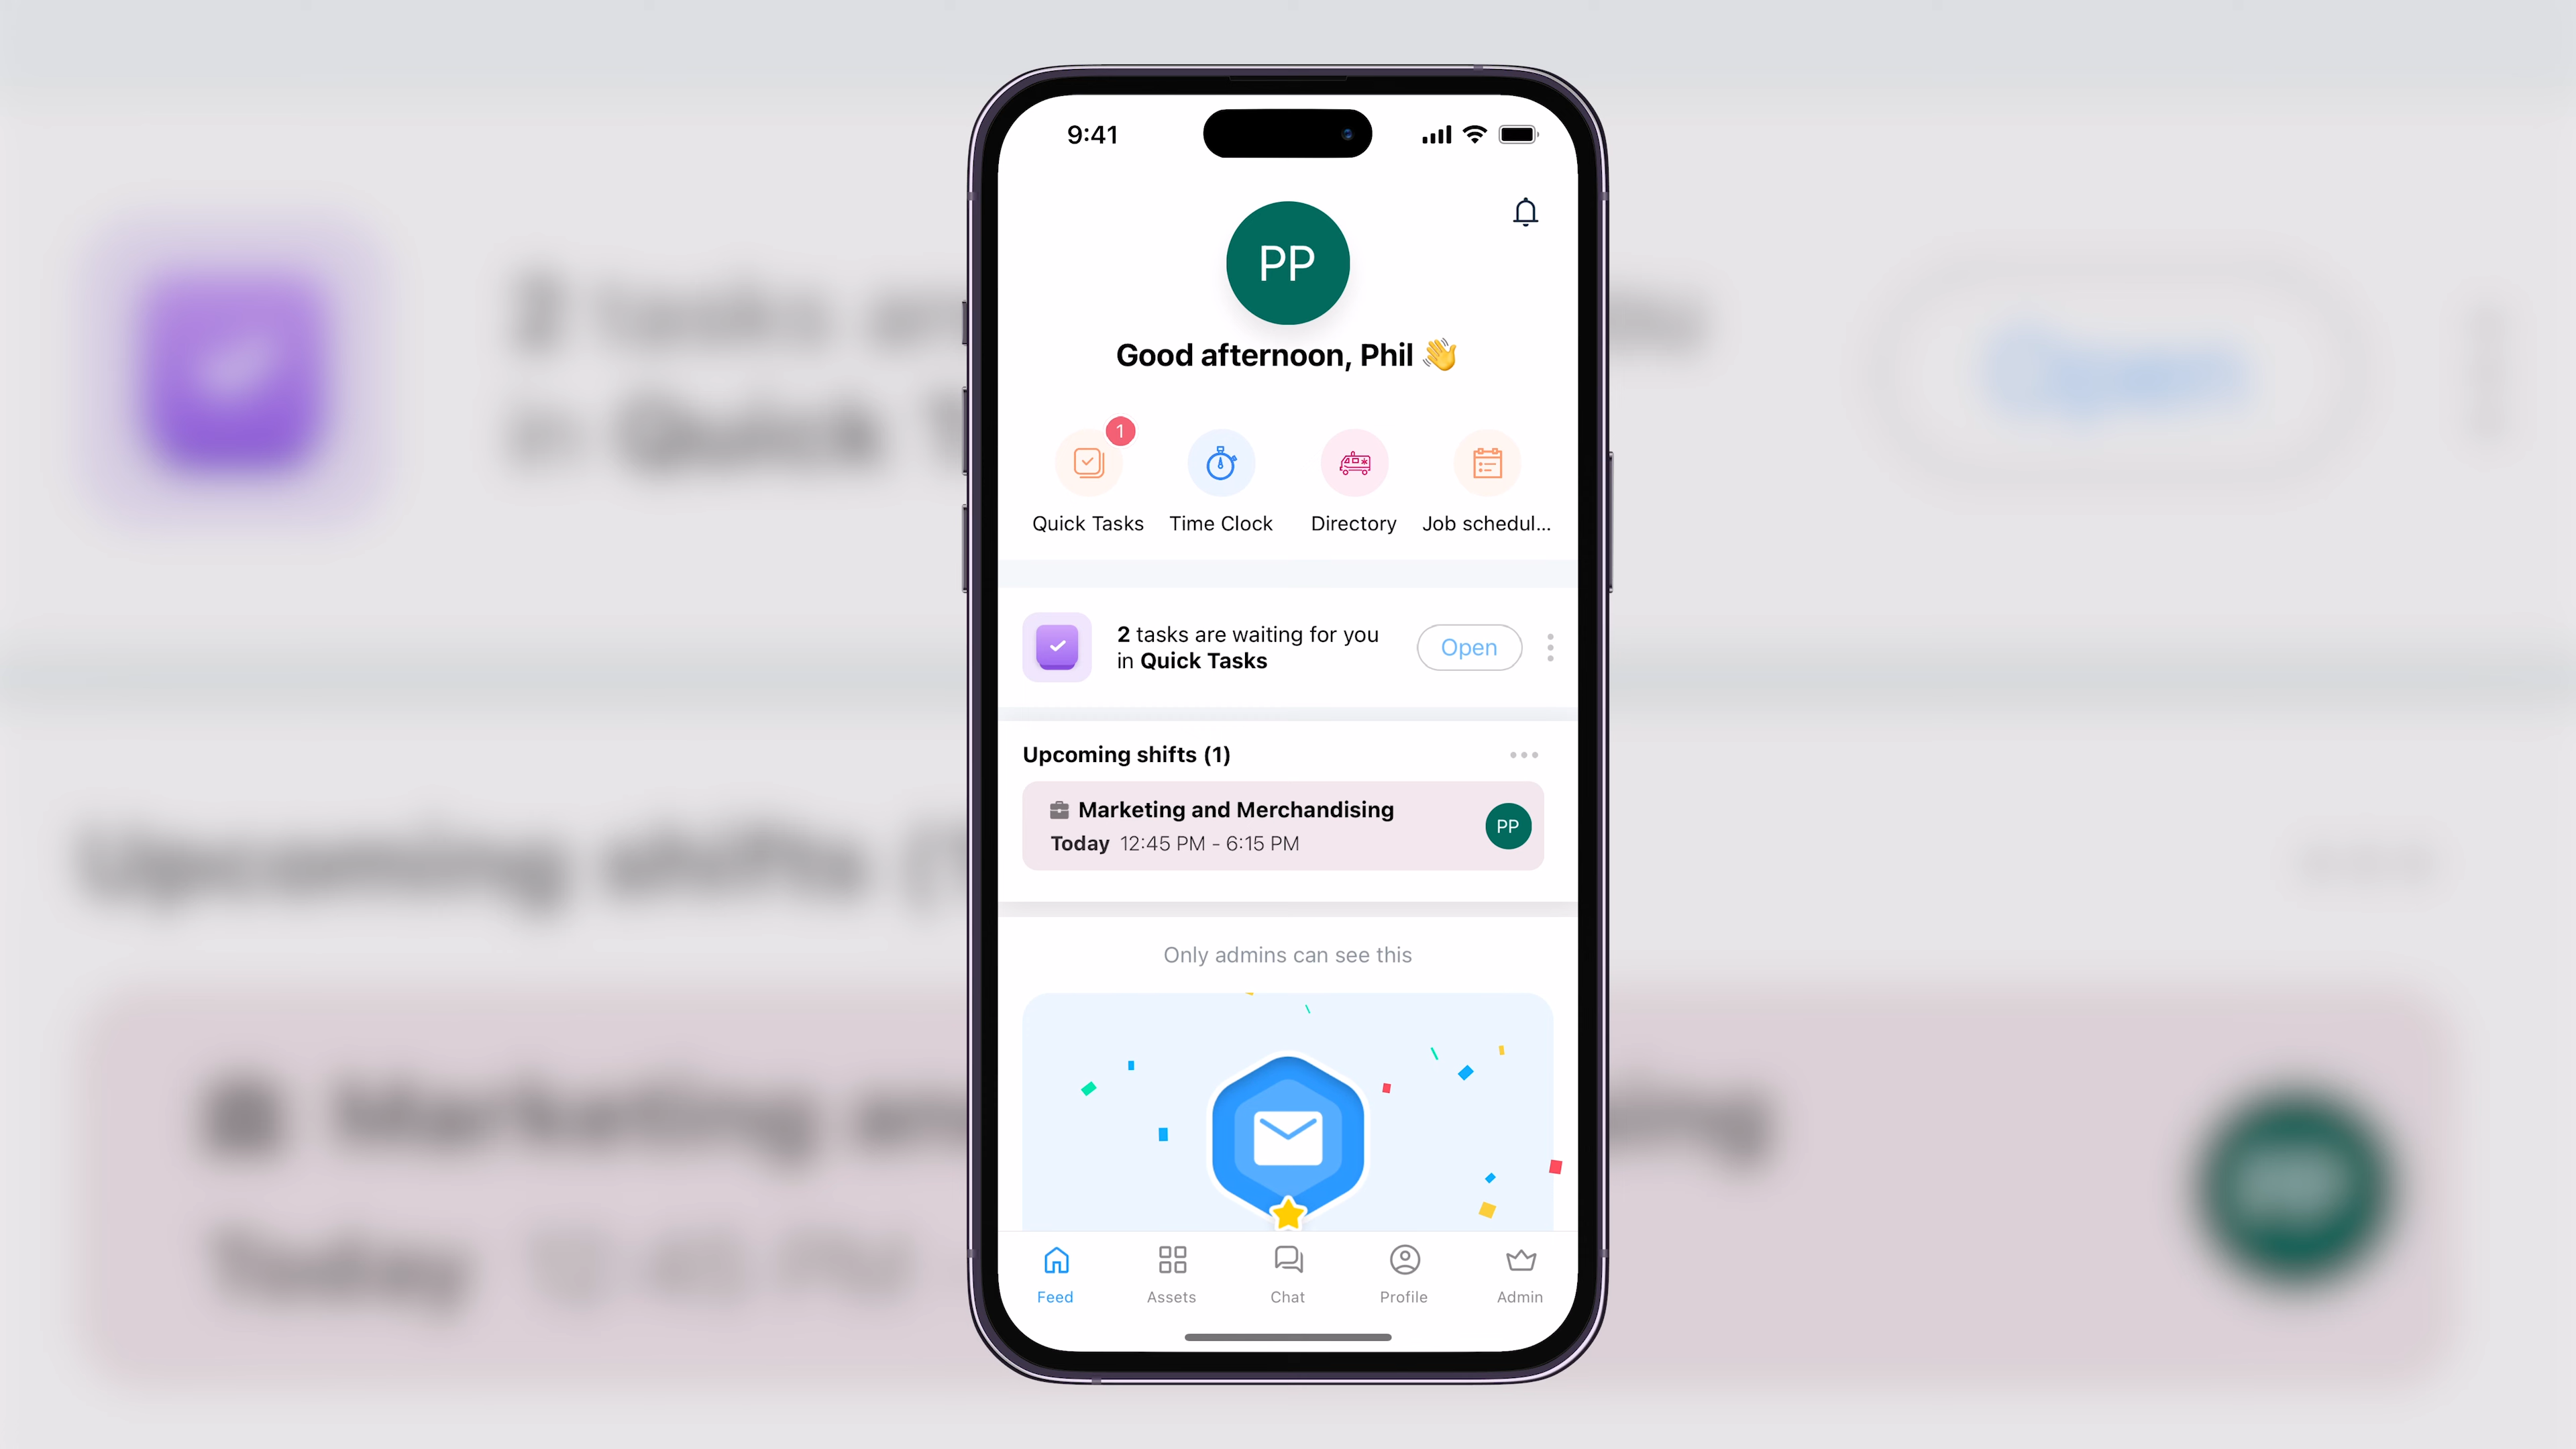 9:41
PP
Good afternoon, Phil 👋
1
Quick Tasks
Time Clock
Directory
Job schedul...
2 tasks are waiting for you
in Quick Tasks
Open
Upcoming shifts (1)
Marketing and Merchandising
Today 12:45 PM - 6:15 PM
PP
Only admins can see this
Feed
Assets
Chat
Profile
Admin